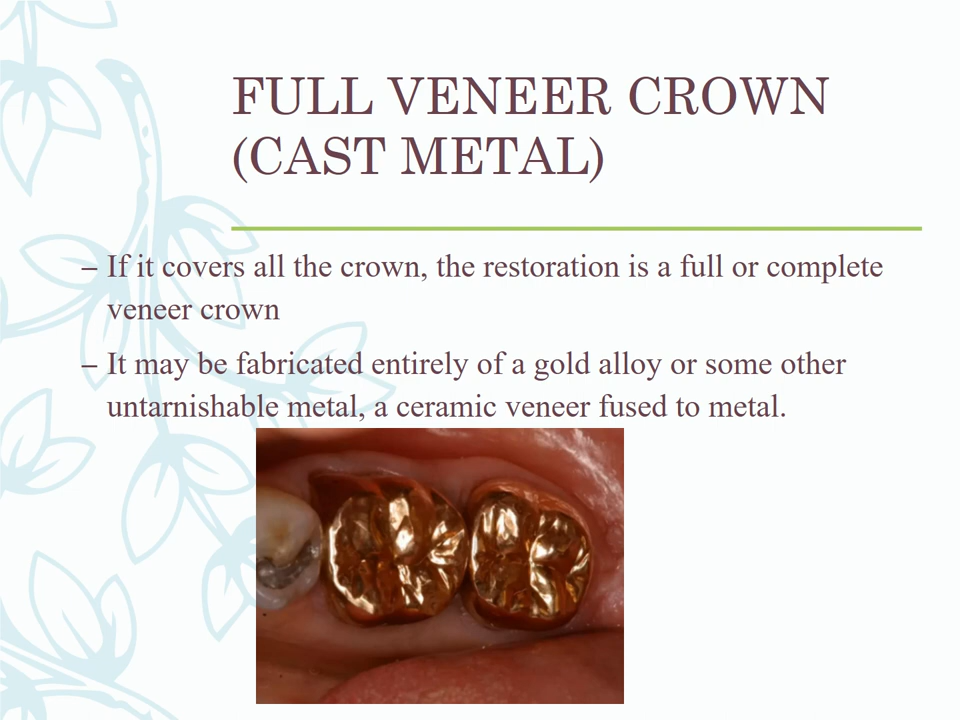 FULL VENEER CROWN
(CAST METAL)
– If it covers all the crown, the restoration is a full or complete
veneer crown
– It may be fabricated entirely of a gold alloy or some other
untarnishable metal, a ceramic veneer fused to metal.